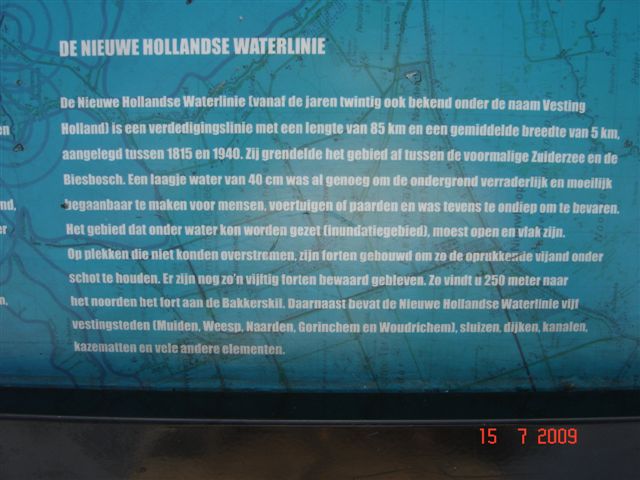 DE NIEUWE HOLLANDSE WATERLINIE
De Nieuwe Hollandse Waterlinie (vanaf de jaren twintig ook bekend onder de naam Vesting
Holland) is een verdedigingslinie met een lengte van 85 km en een gemiddelde breedte van 5 km,
aangelegd tussen 1815 en 1940. Zij grendelde het gebied af tussen de voormalige Zuiderzee en de
Biesbosch. Een laagje water van 40 cm was al genoeg om de ondergrond verraderlijk en moeilijk
begaanbaar te maken voor mensen, voertuigen of paarden en was tevens te ondiep om te bevaren.
Het gebied dat onder water kon worden gezet (inundatiegebied), moest open en vlak zijn.
Op plekken die niet konden overstromen, zijn forten gebouwd om zo de oprukkende vijand onder
schot te houden. Er zijn nog zo'n vijftig forten bewaard gebleven. Zo vindt u 250 meter naar
het noorden het fort aan de Bakkerskil. Daarnaast bevat de Nieuwe Hollandse Waterlinie vijf
vestingsteden (Muiden, Weesp, Naarden, Gorinchem en Woudrichem), sluizen, dijken, kanalen,
kazematten en vele andere elementen.
15 7 2009